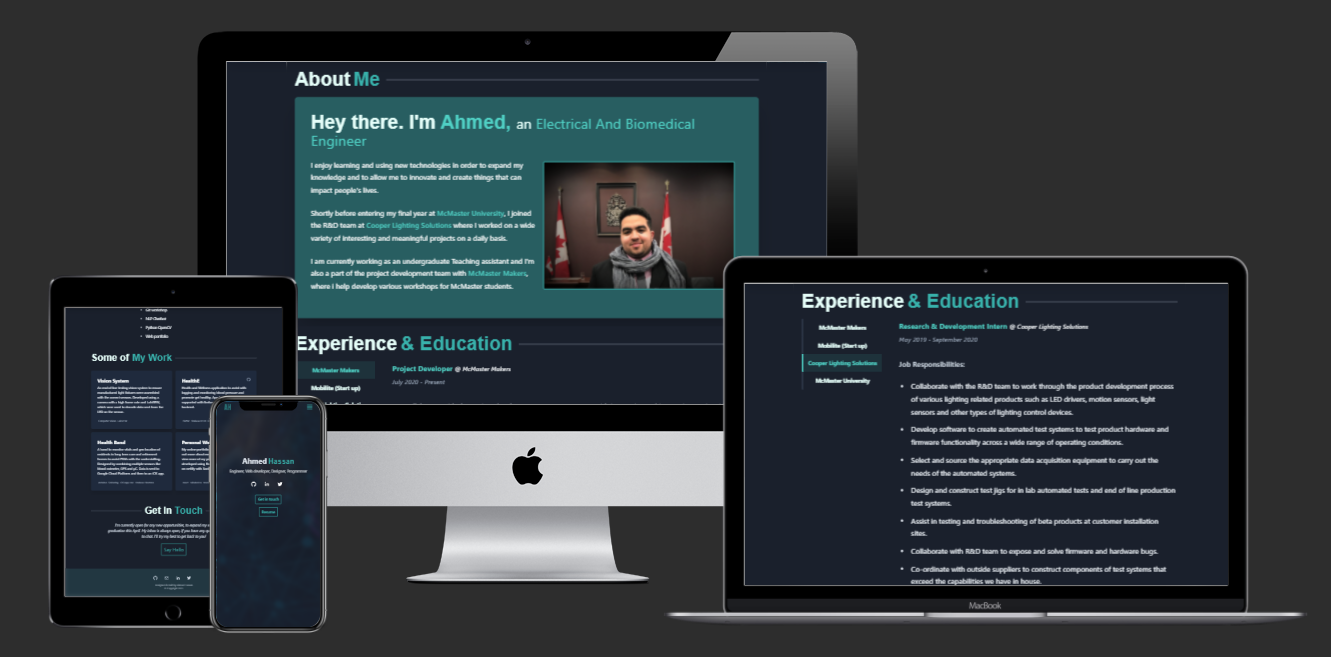 About Me
Hey there. I'm Ahmed, an Electrical And Biomedical
Engineer
I enjoy learning and using new technologies in order to expand my
knowledge and to allow me to innovate and create things that can
impact people's lives.
Shortly before entering my final year at McMaster University, I joined
the R&D team at Cooper Lighting Solutions where I worked on a wide
variety of interesting and meaningful projects on a daily basis.
I am currently working as an undergraduate Teaching assistant and I'm
also a part of the project development team with McMaster Makers,
where i help develop various workshops for McMaster students.
Experience & Education
McMaster Makers
Mobilite (Start up)
Project Developer @ McMaster Makers
July 2020 - Present
Git workshop
NLP Chatbot
Python OpenCV
Web portfolio
Some of My Work
Vision System
HealthE
Health Band
Personal
Get In Touch
Say Hello
Ahmed Hassan
Engineer, Web developer, Designer, Programmer
Get in touch
Resume
Experience & Education
McMaster Makers
Mobilite (Start up)
Cooper Lighting Solutions
McMaster University
Research & Development Intern @ Cooper Lighting Solutions
May 2019 - September 2020
Job Responsibilities:
• Collaborate with the R&D team to work through the product development process
of various lighting related products such as LED drivers, motion sensors, light
sensors and other types of lighting control devices.
• Develop software to create automated test systems to test product hardware and
firmware functionality across a wide range of operating conditions.
• Select and source the appropriate data acquisition equipment to carry out the
needs of the automated systems.
• Design and construct test jigs for in lab automated tests and end of line production
test systems.
• Assist in testing and troubleshooting of beta products at customer installation
sites.
• Collaborate with R&D team to expose and solve firmware and hardware bugs.
• Co-ordinate with outside suppliers to construct components of test systems that
exceed the capabilities we have in house.
MacBook